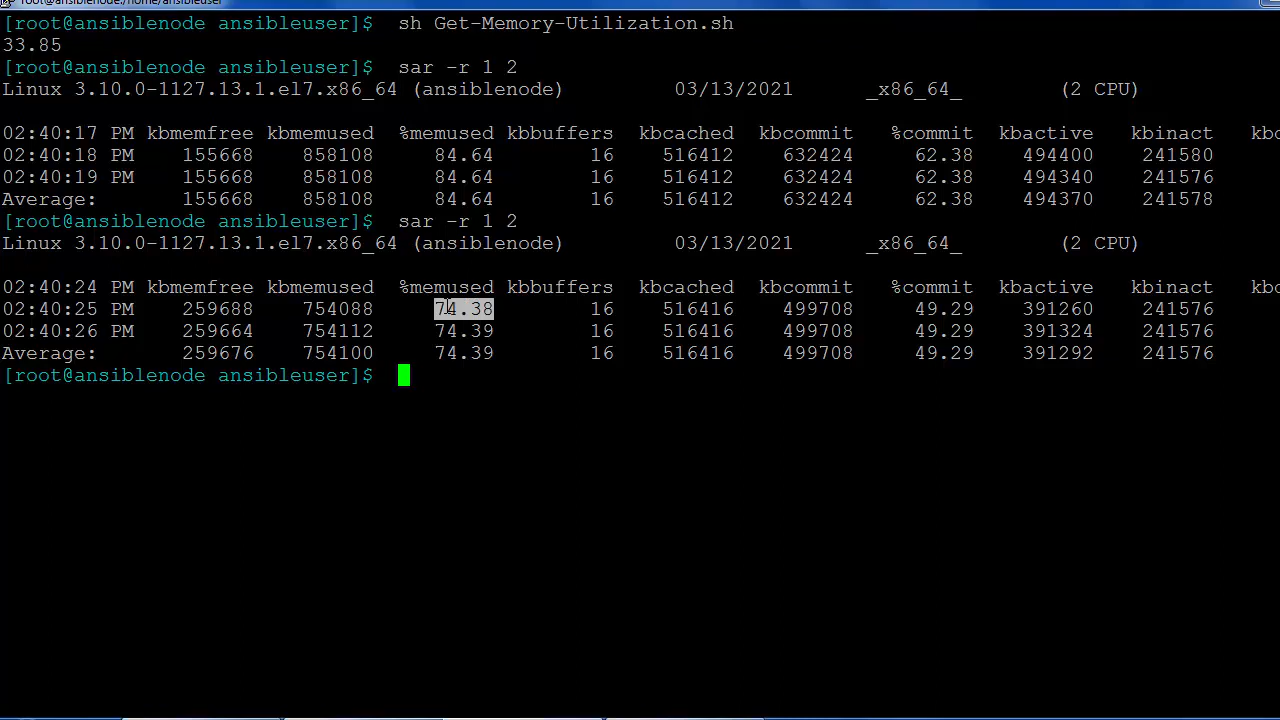 root@ansiblenode:/home/ansibleuser
[root@ansiblenode ansibleuser]$ sh Get-Memory-Utilization.sh
33.85
[root@ansiblenode ansibleuser]$ sar -r 1 2
Linux 3.10.0-1127.13.1.el7.x86_64 (ansiblenode) 03/13/2021 _x86_64_ (2 CPU)
02:40:17 PM kbmemfree kbmemused %memused kbbuffers kbcached kbcommit %commit kbactive kbinact
02:40:18 PM 155668 858108 84.64 16 516412 632424 62.38 494400 241580
02:40:19 PM 155668 858108 84.64 16 516412 632424 62.38 494340 241576
Average: 155668 858108 84.64 16 516412 632424 62.38 494370 241578
[root@ansiblenode ansibleuser]$ sar -r 1 2
Linux 3.10.0-1127.13.1.el7.x86_64 (ansiblenode) 03/13/2021 _x86_64_ (2 CPU)
02:40:24 PM kbmemfree kbmemused %memused kbbuffers kbcached kbcommit %commit kbactive kbinact
02:40:25 PM 259688 754088 74.38 16 516416 499708 49.29 391260 241576
02:40:26 PM 259664 754112 74.39 16 516416 499708 49.29 391324 241576
Average: 259676 754100 74.39 16 516416 499708 49.29 391292 241576
[root@ansiblenode ansibleuser]$